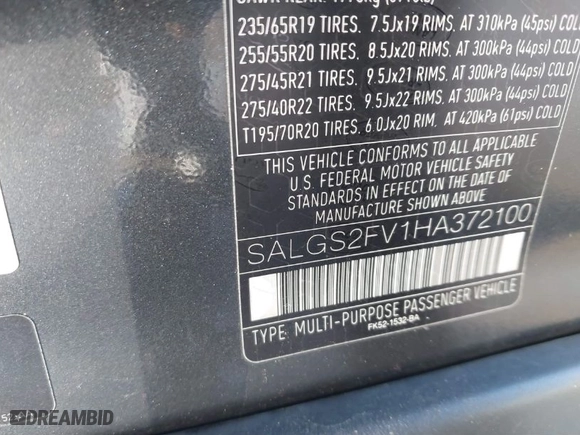 235/65R19 TIRES. 7.5Jx19 RIMS. AT 310kPa (45psi) COLD
255/55R20 TIRES. 8.5Jx20 RIMS. AT 300kPa (44psi) COLD
275/45R21 TIRES. 9.5Jx21 RIMS. AT 300kPa (44psi) COLD
275/40R22 TIRES. 9.5Jx22 RIMS. AT 300kPa (44psi) COLD
T195/70R20 TIRES. 6.0Jx20 RIM. AT 420kPa (61psi) COLD
THIS VEHICLE CONFORMS TO ALL APPLICABLE
U.S. FEDERAL MOTOR VEHICLE SAFETY
STANDARDS IN EFFECT ON THE DATE OF
MANUFACTURE SHOWN ABOVE.
SALGS2FV1HA372100
TYPE: MULTI-PURPOSE PASSENGER VEHICLE
FK52-1532-BA
DREAMBID